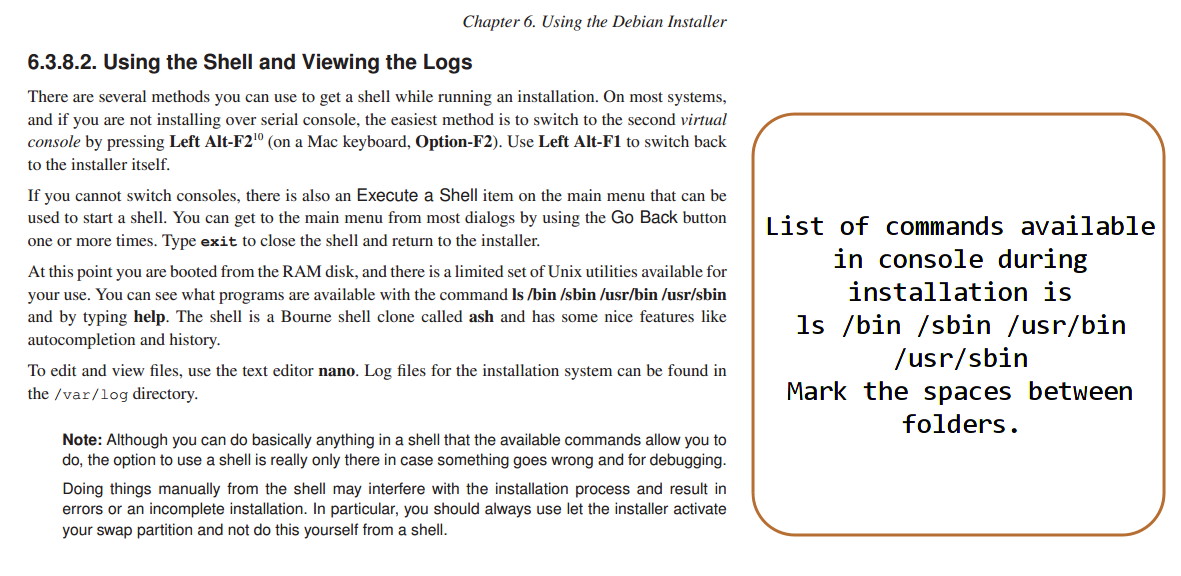 Chapter 6. Using the Debian Installer
6.3.8.2. Using the Shell and Viewing the Logs
There are several methods you can use to get a shell while running an installation. On most systems,
and if you are not installing over serial console, the easiest method is to switch to the second virtual
console by pressing Left Alt-F2¹⁰ (on a Mac keyboard, Option-F2). Use Left Alt-F1 to switch back
to the installer itself.
If you cannot switch consoles, there is also an Execute a Shell item on the main menu that can be
used to start a shell. You can get to the main menu from most dialogs by using the Go Back button
one or more times. Type exit to close the shell and return to the installer.
At this point you are booted from the RAM disk, and there is a limited set of Unix utilities available for
your use. You can see what programs are available with the command ls /bin /sbin /usr/bin /usr/sbin
and by typing help. The shell is a Bourne shell clone called ash and has some nice features like
autocompletion and history.
To edit and view files, use the text editor nano. Log files for the installation system can be found in
the /var/log directory.
Note: Although you can do basically anything in a shell that the available commands allow you to
do, the option to use a shell is really only there in case something goes wrong and for debugging.
Doing things manually from the shell may interfere with the installation process and result in
errors or an incomplete installation. In particular, you should always use let the installer activate
your swap partition and not do this yourself from a shell.
List of commands available
in console during
installation is
ls /bin /sbin /usr/bin
/usr/sbin
Mark the spaces between
folders.